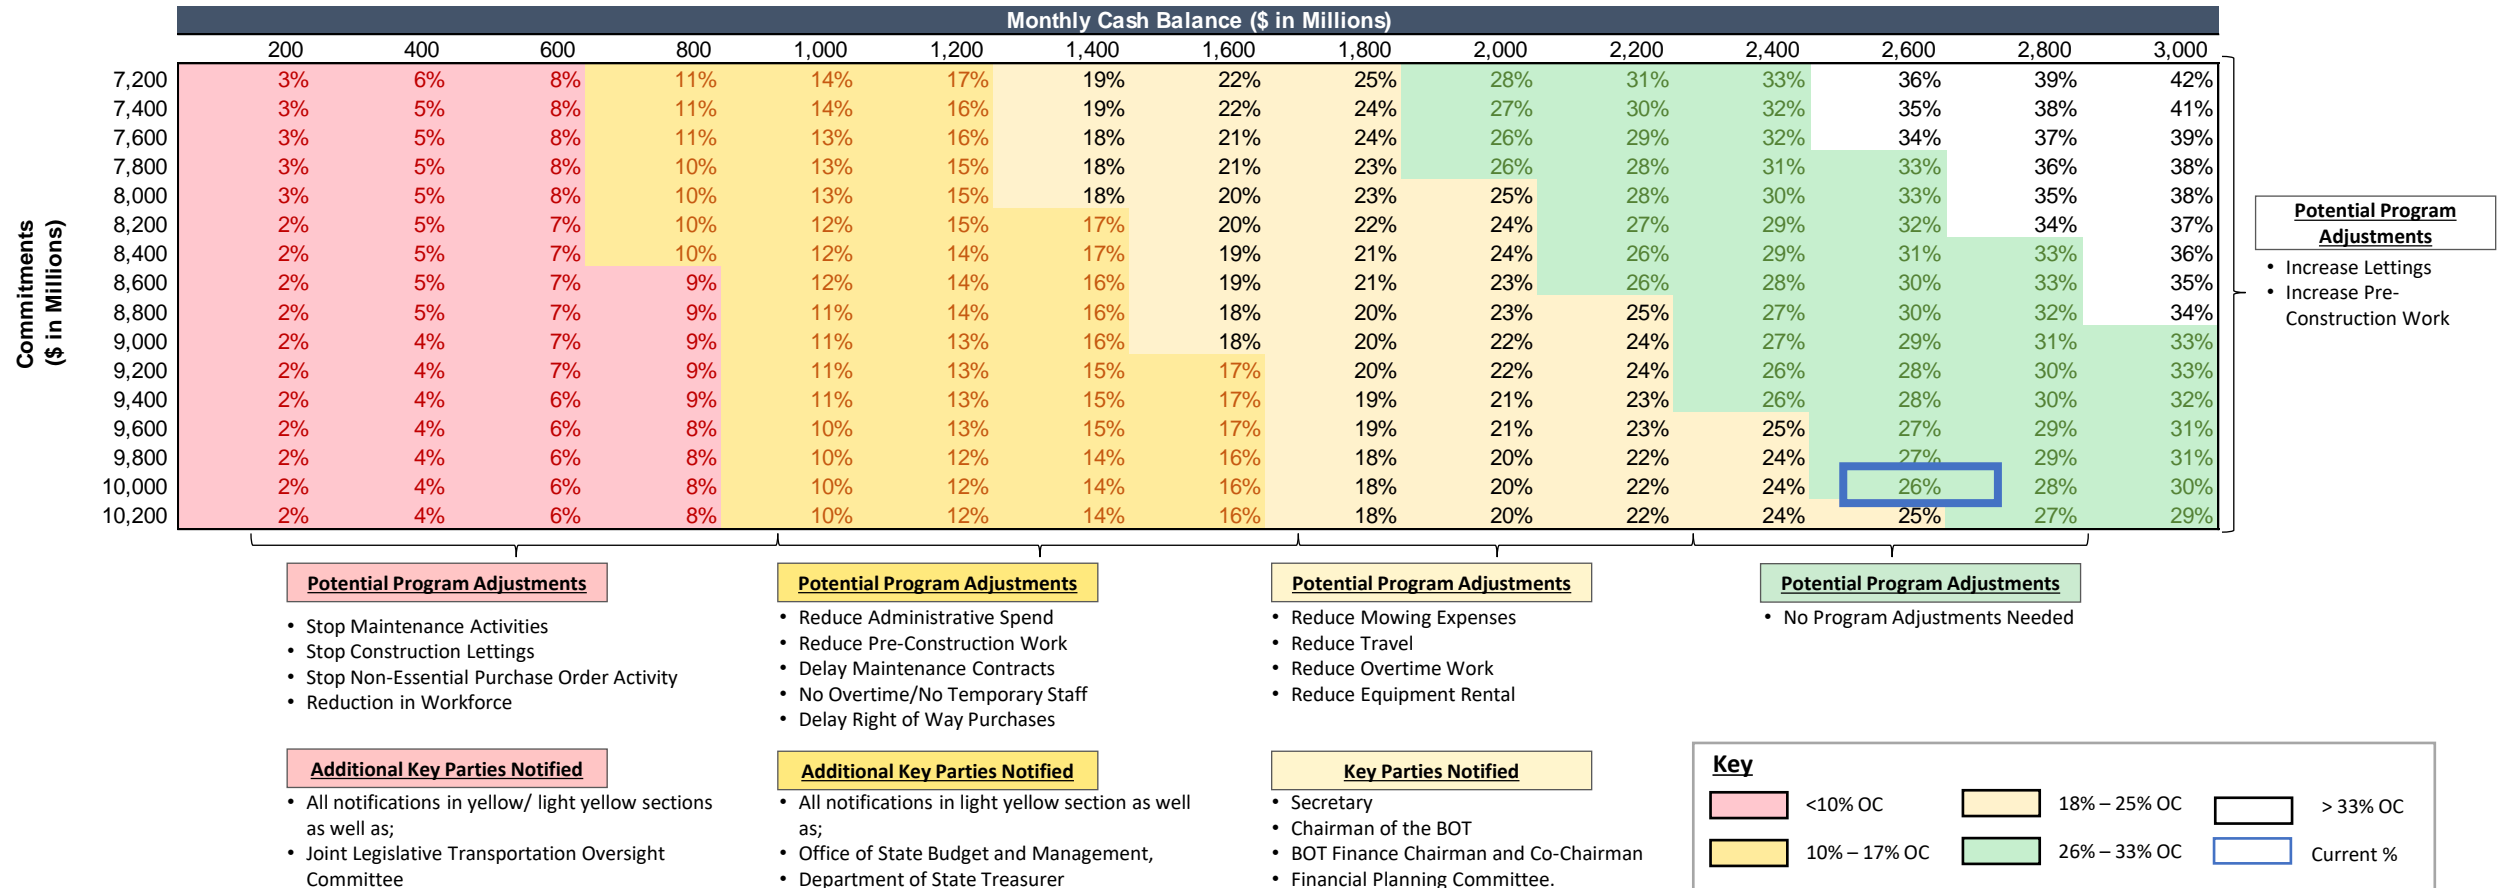 Monthly Cash Balance ($ in Millions)
200 400 600 800 1,000 1,200 1,400 1,600 1,800 2,000 2,200 2,400 2,600 2,800 3,000
Commitments
($ in Millions)
7,200 3% 6% 8% 11% 14% 17% 19% 22% 25% 28% 31% 33% 36% 39% 42%
7,400 3% 5% 8% 11% 14% 16% 19% 22% 24% 27% 30% 32% 35% 38% 41%
7,600 3% 5% 8% 11% 13% 16% 18% 21% 24% 26% 29% 32% 34% 37% 39%
7,800 3% 5% 8% 10% 13% 15% 18% 21% 23% 26% 28% 31% 33% 36% 38%
8,000 3% 5% 8% 10% 13% 15% 18% 20% 23% 25% 28% 30% 33% 35% 38%
8,200 2% 5% 7% 10% 12% 15% 17% 20% 22% 24% 27% 29% 32% 34% 37%
8,400 2% 5% 7% 10% 12% 14% 17% 19% 21% 24% 26% 29% 31% 33% 36%
8,600 2% 5% 7% 9% 12% 14% 16% 19% 21% 23% 26% 28% 30% 33% 35%
8,800 2% 5% 7% 9% 11% 14% 16% 18% 20% 23% 25% 27% 30% 32% 34%
9,000 2% 4% 7% 9% 11% 13% 16% 18% 20% 22% 24% 27% 29% 31% 33%
9,200 2% 4% 7% 9% 11% 13% 15% 17% 20% 22% 24% 26% 28% 30% 33%
9,400 2% 4% 6% 9% 11% 13% 15% 17% 19% 21% 23% 26% 28% 30% 32%
9,600 2% 4% 6% 8% 10% 13% 15% 17% 19% 21% 23% 25% 27% 29% 31%
9,800 2% 4% 6% 8% 10% 12% 14% 16% 18% 20% 22% 24% 27% 29% 31%
10,000 2% 4% 6% 8% 10% 12% 14% 16% 18% 20% 22% 24% 26% 28% 30%
10,200 2% 4% 6% 8% 10% 12% 14% 16% 18% 20% 22% 24% 25% 27% 29%
Potential Program
Adjustments
• Increase Lettings
• Increase Pre-
Construction Work
Potential Program Adjustments
• Stop Maintenance Activities
• Stop Construction Lettings
• Stop Non-Essential Purchase Order Activity
• Reduction in Workforce
Potential Program Adjustments
• Reduce Administrative Spend
• Reduce Pre-Construction Work
• Delay Maintenance Contracts
• No Overtime/No Temporary Staff
• Delay Right of Way Purchases
Potential Program Adjustments
• Reduce Mowing Expenses
• Reduce Travel
• Reduce Overtime Work
• Reduce Equipment Rental
Potential Program Adjustments
• No Program Adjustments Needed
Additional Key Parties Notified
• All notifications in yellow/ light yellow sections
as well as;
• Joint Legislative Transportation Oversight
Committee
Additional Key Parties Notified
• All notifications in light yellow section as well
as;
• Office of State Budget and Management,
• Department of State Treasurer
Key Parties Notified
• Secretary
• Chairman of the BOT
• BOT Finance Chairman and Co-Chairman
• Financial Planning Committee.
Key
<10% OC
18% – 25% OC
> 33% OC
10% – 17% OC
26% – 33% OC
Current %